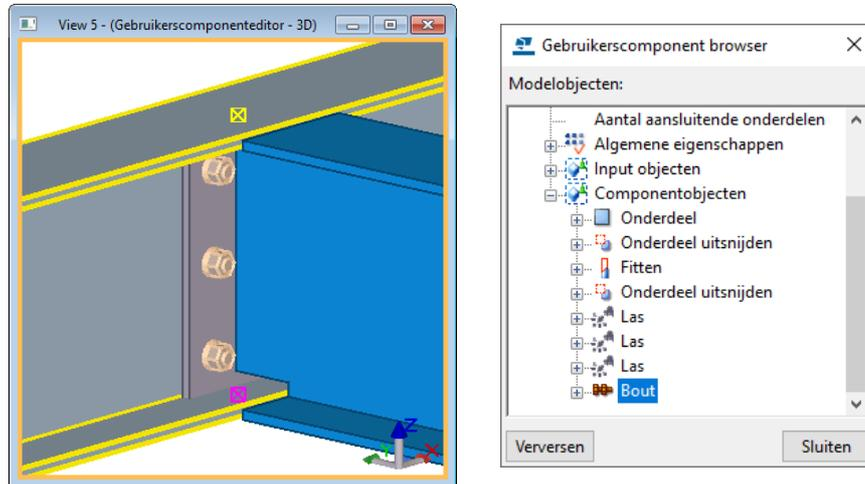 View 5 - (Gebruikerscomponenteditor - 3D)
Z
Y
X
Gebruikerscomponent browser
Modelobjecten:
Aantal aansluitende onderdelen
Algemene eigenschappen
Input objecten
Componentobjecten
Onderdeel
Onderdeel uitsnijden
Fitten
Onderdeel uitsnijden
Las
Las
Las
Bout
Verversen
Sluiten